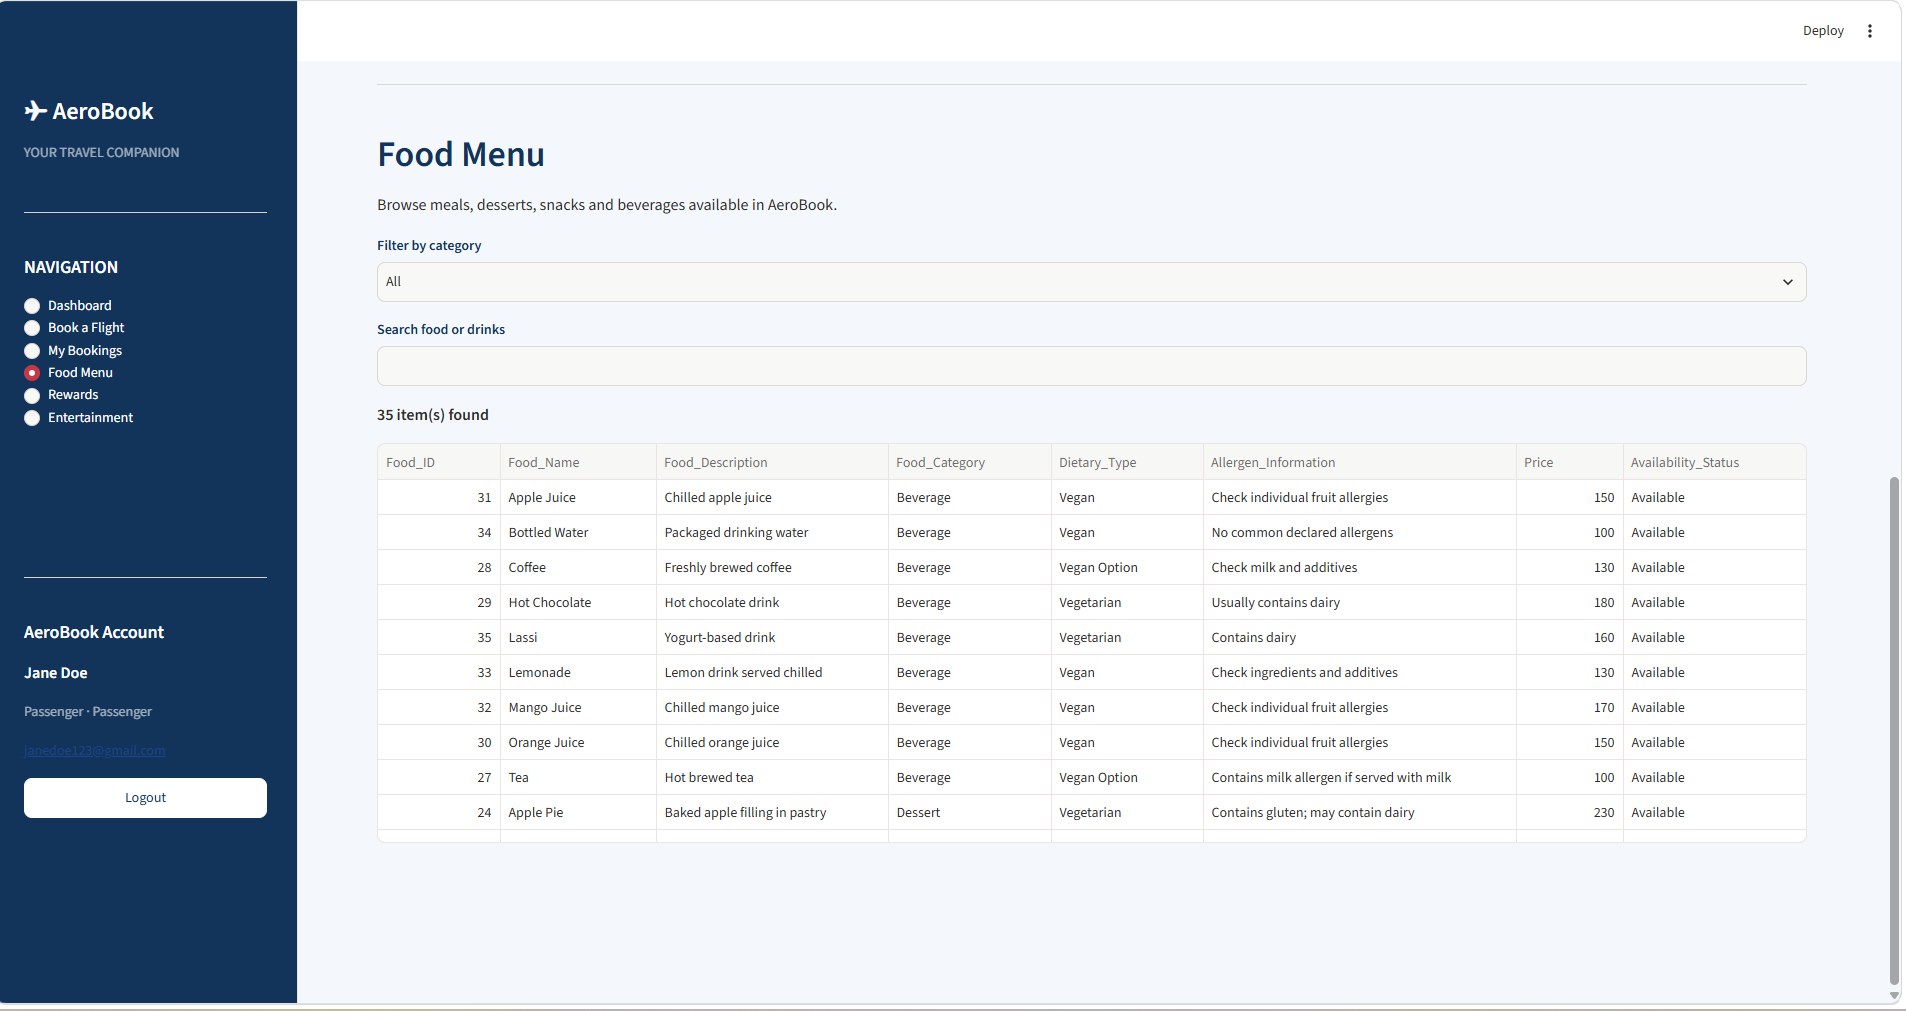 Deploy
AeroBook
YOUR TRAVEL COMPANION
NAVIGATION
Dashboard
Book a Flight
My Bookings
Food Menu
Rewards
Entertainment
AeroBook Account
Jane Doe
Passenger · Passenger
janedoe123@gmail.com
Logout
Food Menu
Browse meals, desserts, snacks and beverages available in AeroBook.
Filter by category
All
Search food or drinks
35 item(s) found
Food_ID Food_Name Food_Description Food_Category Dietary_Type Allergen_Information Price Availability_Status
31 Apple Juice Chilled apple juice Beverage Vegan Check individual fruit allergies 150 Available
34 Bottled Water Packaged drinking water Beverage Vegan No common declared allergens 100 Available
28 Coffee Freshly brewed coffee Beverage Vegan Option Check milk and additives 130 Available
29 Hot Chocolate Hot chocolate drink Beverage Vegetarian Usually contains dairy 180 Available
35 Lassi Yogurt-based drink Beverage Vegetarian Contains dairy 160 Available
33 Lemonade Lemon drink served chilled Beverage Vegan Check ingredients and additives 130 Available
32 Mango Juice Chilled mango juice Beverage Vegan Check individual fruit allergies 170 Available
30 Orange Juice Chilled orange juice Beverage Vegan Check individual fruit allergies 150 Available
27 Tea Hot brewed tea Beverage Vegan Option Contains milk allergen if served with milk 100 Available
24 Apple Pie Baked apple filling in pastry Dessert Vegetarian Contains gluten; may contain dairy 230 Available